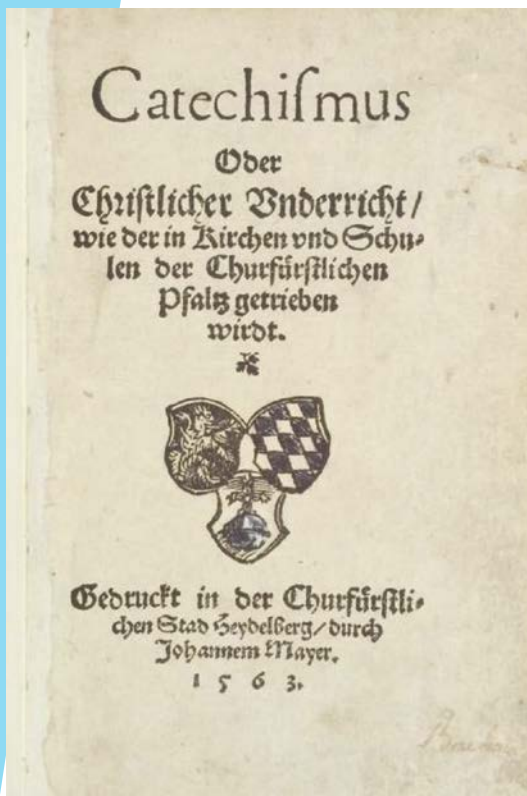 Catechiſmus
Oder
Chriſtlicher Vnderricht/
wie der in Kirchen vnd Schu⸗
len der Churfürſtlichen
Pfaltz getrieben
wirdt.
Gedruckt in der Churfürſtli⸗
chen Stad Heydelberg/ durch
Johannem Mayer.
1 5 6 3.